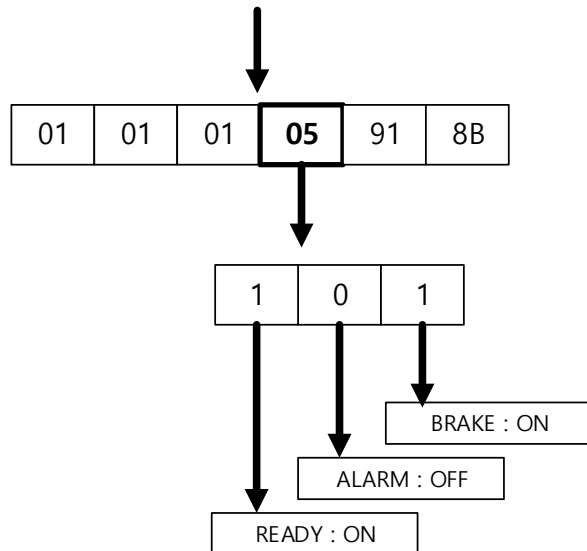 01 01 01 05 91 8B
1 0 1
BRAKE : ON
ALARM : OFF
READY : ON